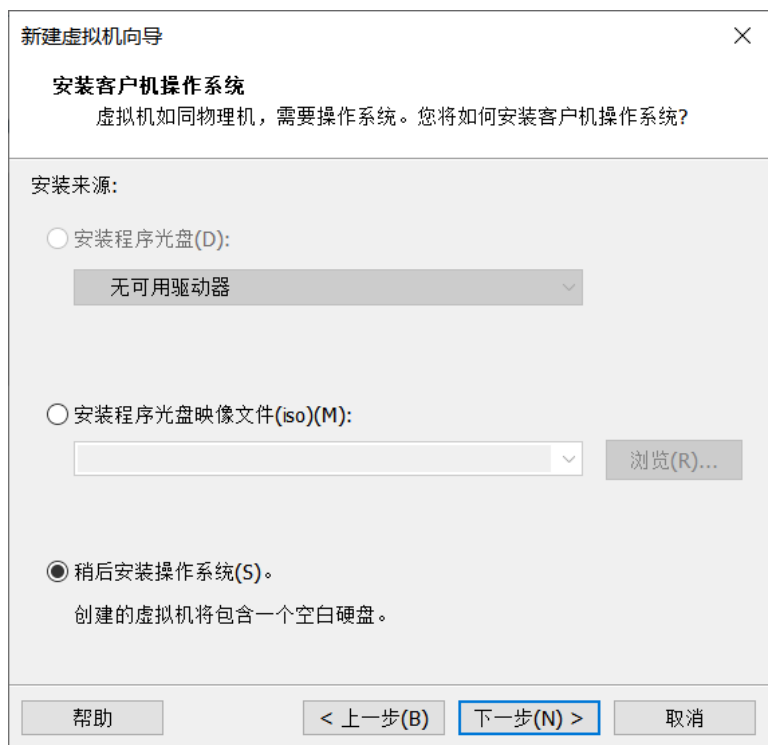 新建虚拟机向导
安装客户机操作系统
虚拟机如同物理机，需要操作系统。您将如何安装客户机操作系统?
安装来源:
安装程序光盘(D):
无可用驱动器
安装程序光盘映像文件(iso)(M):
浏览(R)...
稍后安装操作系统(S)。
创建的虚拟机将包含一个空白硬盘。
帮助 < 上一步(B) 下一步(N) > 取消